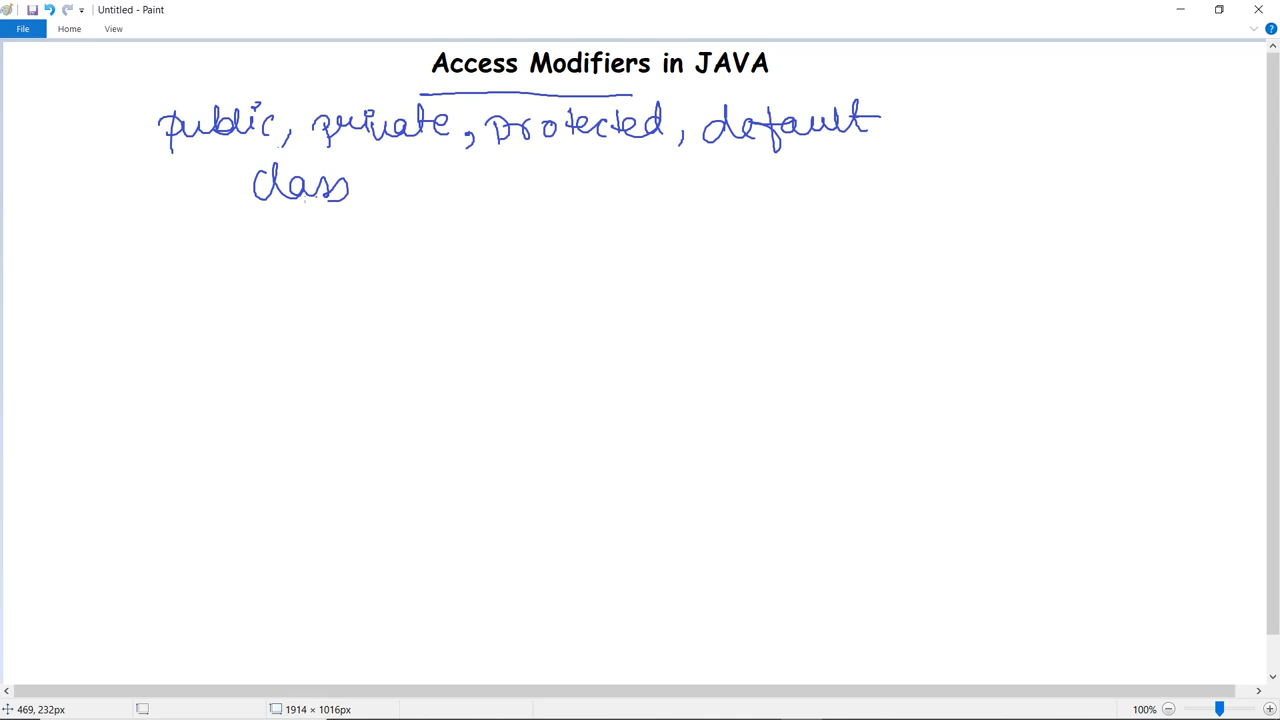 Untitled - Paint
File Home View
Access Modifiers in JAVA
public, private, protected, default
class
469, 232px 1914 × 1016px 100%